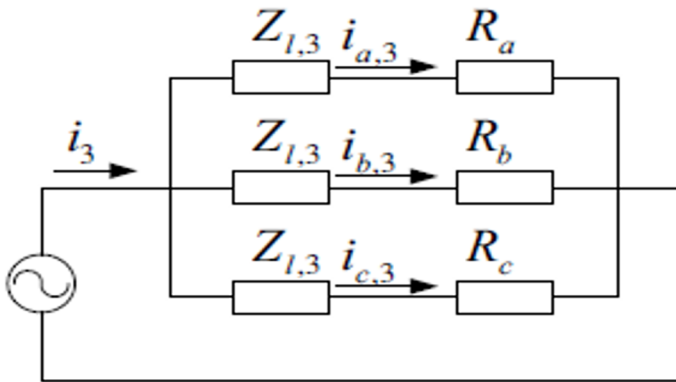 Z_{l,3} i_{a,3} R_a
i_3
Z_{l,3} i_{b,3} R_b
Z_{l,3} i_{c,3} R_c